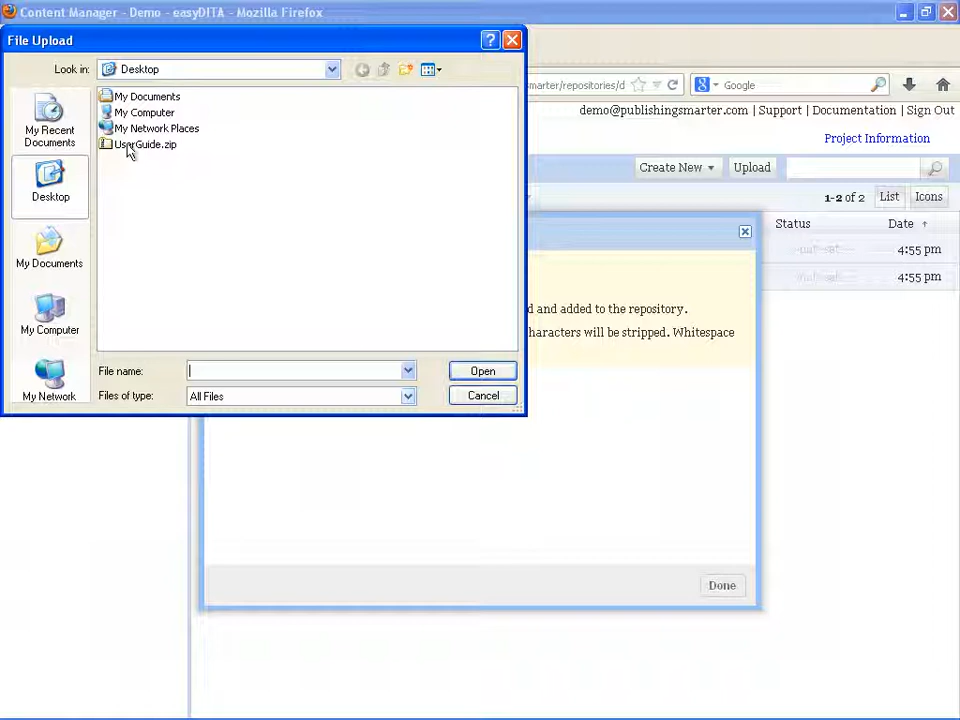 Content Manager - Demo - easyDITA - Mozilla Firefox
File Upload
Look in:
Desktop
marter/repositories/d
Google
demo@publishingsmarter.com | Support | Documentation | Sign Out
My Recent
Documents
Desktop
My Documents
My Computer
My Network
My Documents
My Computer
My Network Places
UserGuide.zip
Project Information
Create New
Upload
1-2 of 2
List
Icons
Status
Date
4:55 pm
4:55 pm
d and added to the repository.
haracters will be stripped. Whitespace
File name:
Open
Files of type:
All Files
Cancel
Done